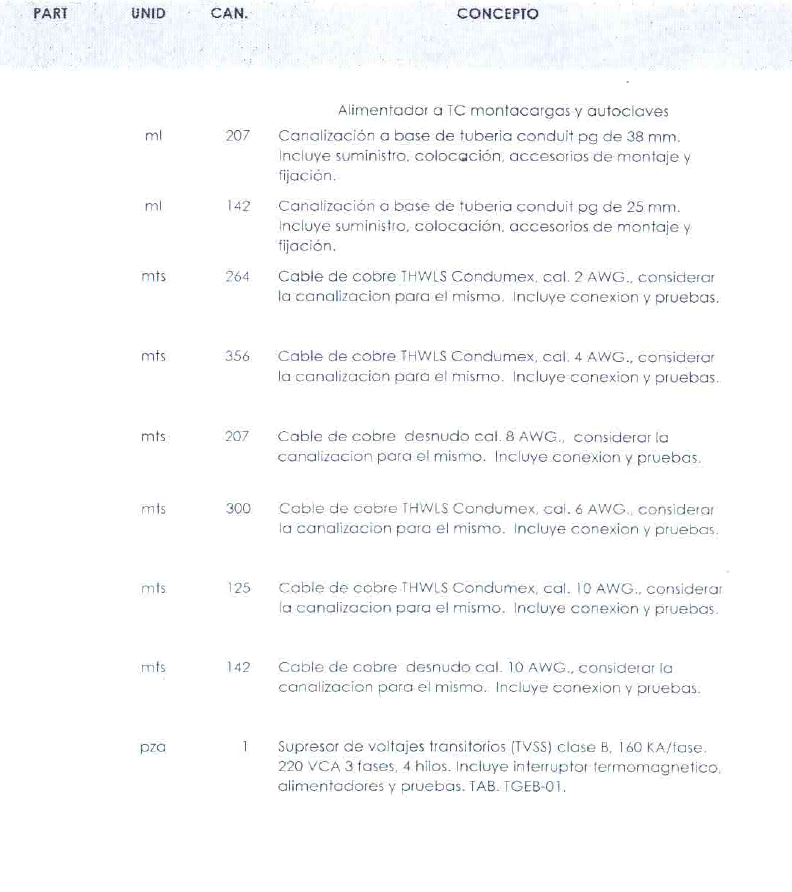 PART UNID CAN. CONCEPTO
Alimentador a TC montacargas y autoclaves
ml 207 Canalización a base de tuberia conduit pg de 38 mm.
Incluye suministro, colocación, accesorios de montaje y
fijación.
ml 142 Canalización a base de tuberia conduit pg de 25 mm.
Incluye suministro, colocación, accesorios de montaje y
fijación.
mts 264 Cable de cobre THWLS Condumex, cal. 2 AWG., considerar
la canalizacion para el mismo. Incluye conexion y pruebas.
mts 356 Cable de cobre THWLS Condumex, cal. 4 AWG., considerar
la canalizacion para el mismo. Incluye conexion y pruebas.
mts 207 Cable de cobre desnudo cal. 8 AWG., considerar la
canalizacion para el mismo. Incluye conexion y pruebas.
mts 300 Cable de cobre THWLS Condumex, cal. 6 AWG., considerar
la canalizacion para el mismo. Incluye conexion y pruebas.
mts 125 Cable de cobre THWLS Condumex, cal. 10 AWG., considerar
la canalizacion para el mismo. Incluye conexion y pruebas.
mts 142 Cable de cobre desnudo cal. 10 AWG., considerar la
canalizacion para el mismo. Incluye conexion y pruebas.
pza 1 Supresor de voltajes transitorios (TVSS) clase B, 160 KA/fase.
220 VCA 3 fases, 4 hilos. Incluye interruptor termomagnetico,
alimentadores y pruebas. TAB. TGEB-01.